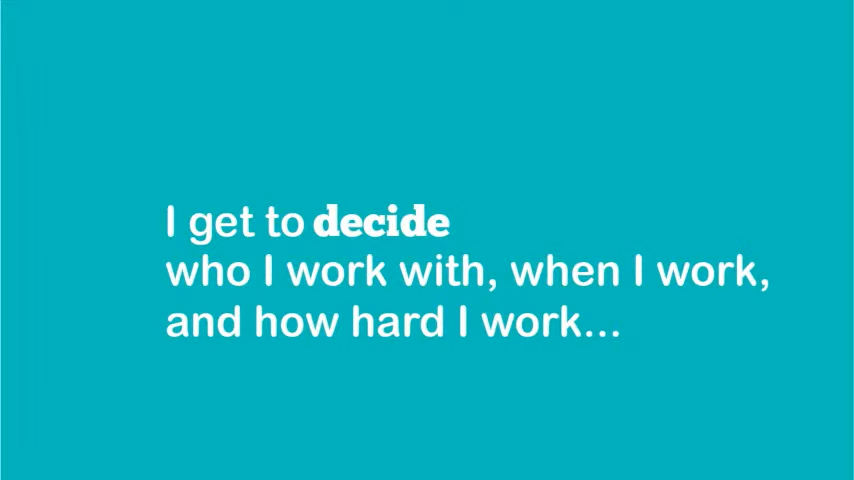 I get to decide
who I work with, when I work,
and how hard I work...